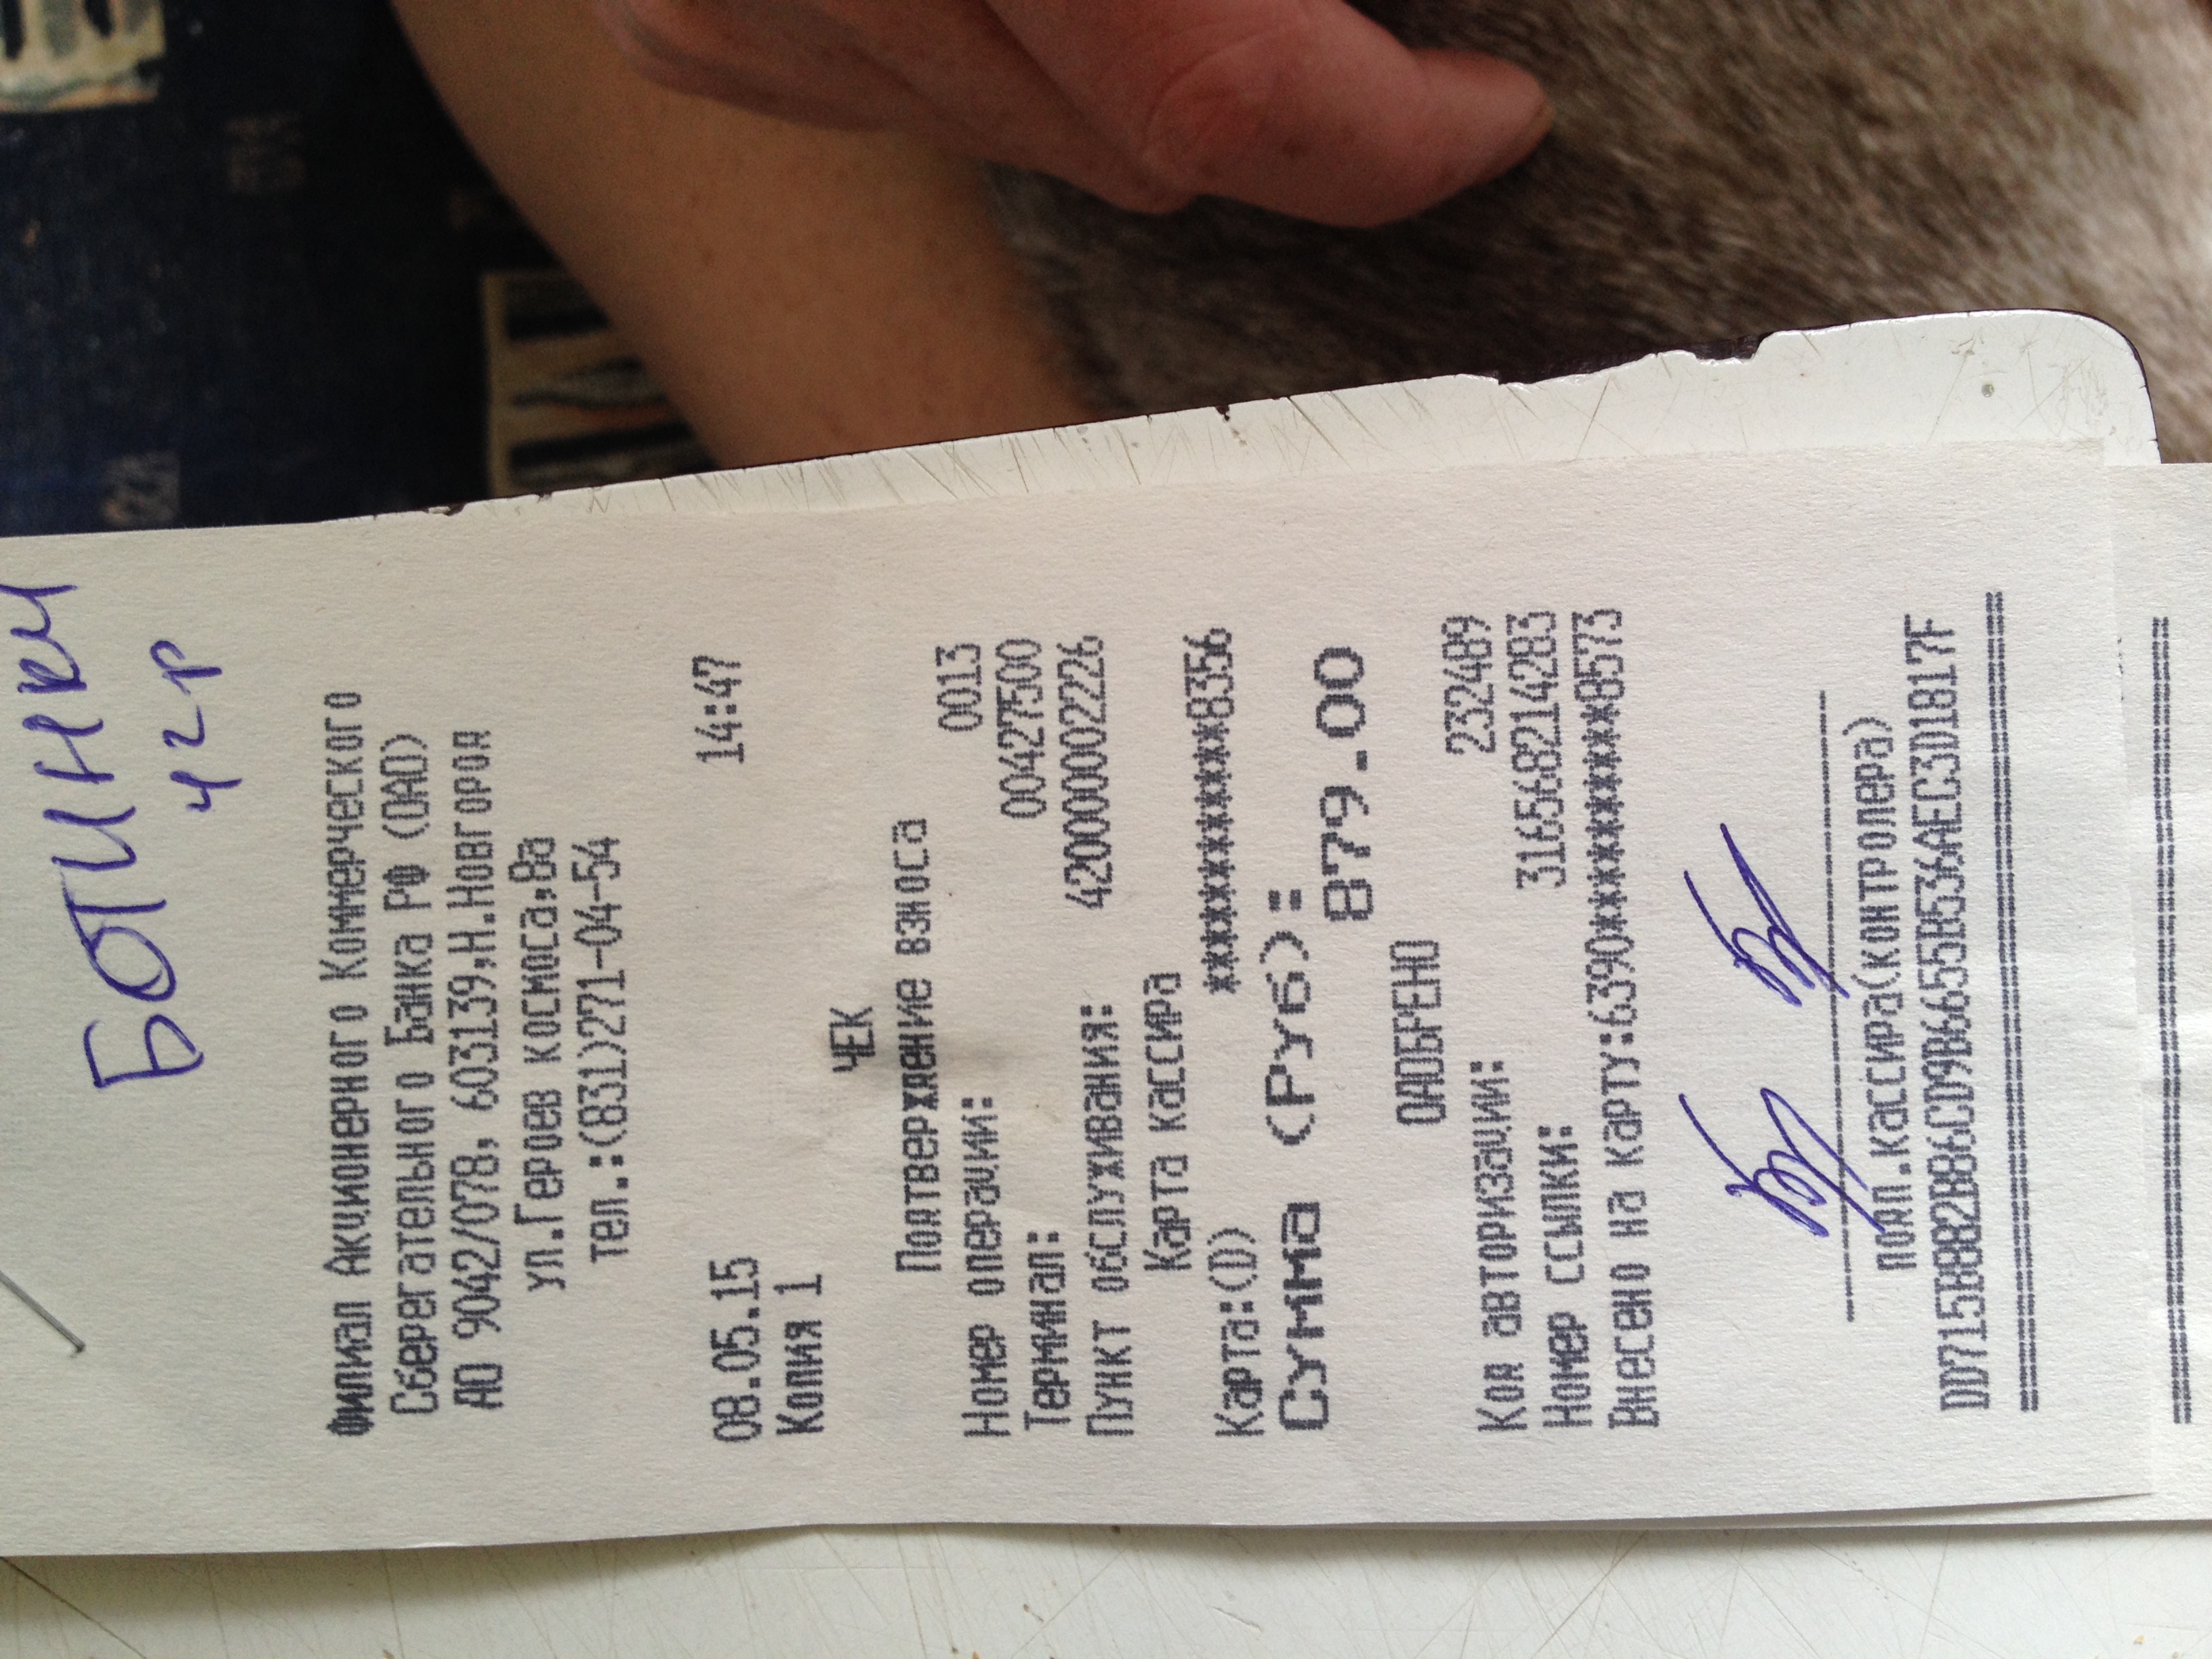 БОТИНКИ
42р
Филиал Акционерного Коммерческого
Сберегательного Банка РФ (ОАО)
ДО 9042/078, 603139,Н.Новгород
ул.Героев космоса,8а
тел.:(831)271-04-54
08.05.15 14:47
Копия 1
ЧЕК
Подтверждение взноса
Номер операции: 0013
Терминал: 00427500
Пункт обслуживания: 420000002226
Карта кассира
Карта:(D) **************8356
Сумма (Руб):
879.00
ОДОБРЕНО
Код авторизации: 232489
Номер ссылки: 316568214283
Внесено на карту:6390**********8573
подп.кассира(контролера)
DD715B882B86CD9B6655B536AEC3D1817F